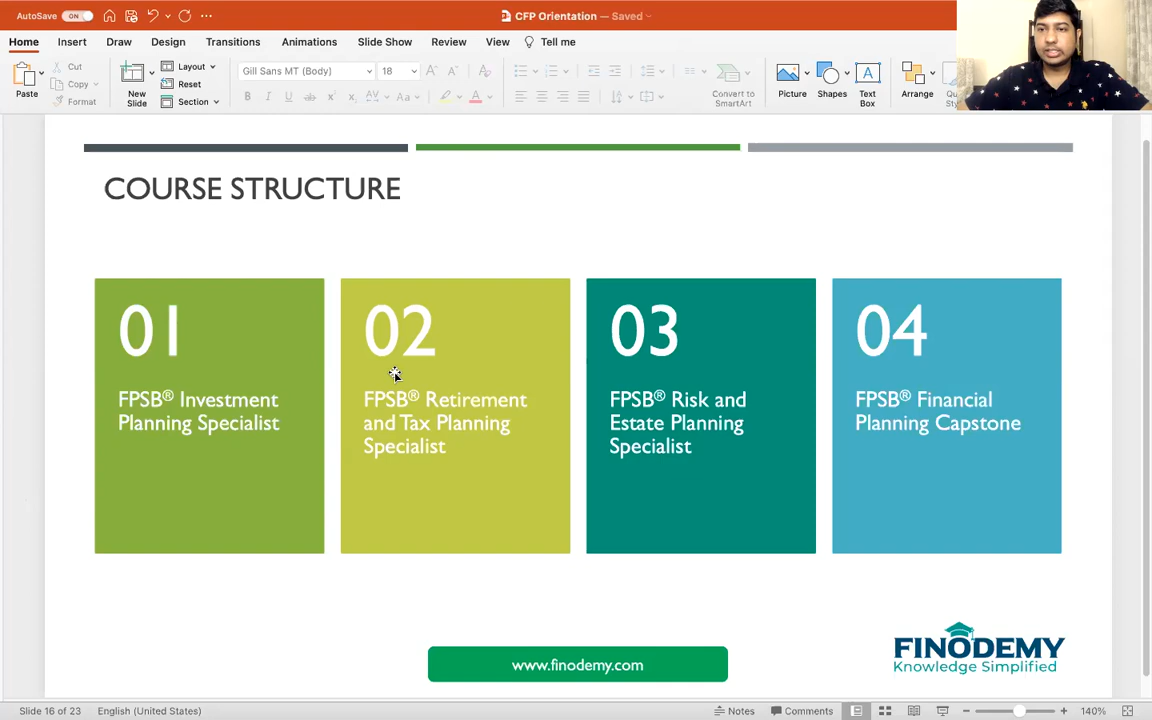 AutoSave ON
CFP Orientation — Saved
Home Insert Draw Design Transitions Animations Slide Show Review View Tell me
Paste
Cut
Copy
Format
New Slide
Layout
Reset
Section
Gill Sans MT (Body) 18
Convert to SmartArt
Picture
Shapes
Text Box
Arrange
COURSE STRUCTURE
01
FPSB® Investment
Planning Specialist
02
FPSB® Retirement
and Tax Planning
Specialist
03
FPSB® Risk and
Estate Planning
Specialist
04
FPSB® Financial
Planning Capstone
www.finodemy.com
FINODEMY
Knowledge Simplified
Slide 16 of 23 English (United States) Notes Comments 140%